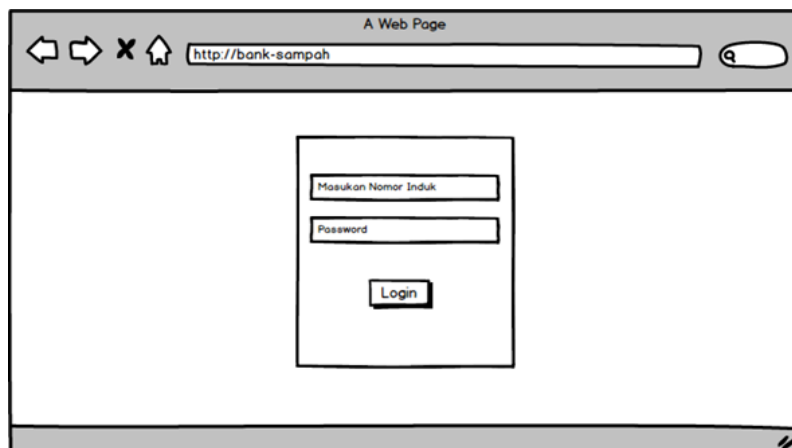 A Web Page
http://bank-sampah
Masukan Nomor Induk
Password
Login